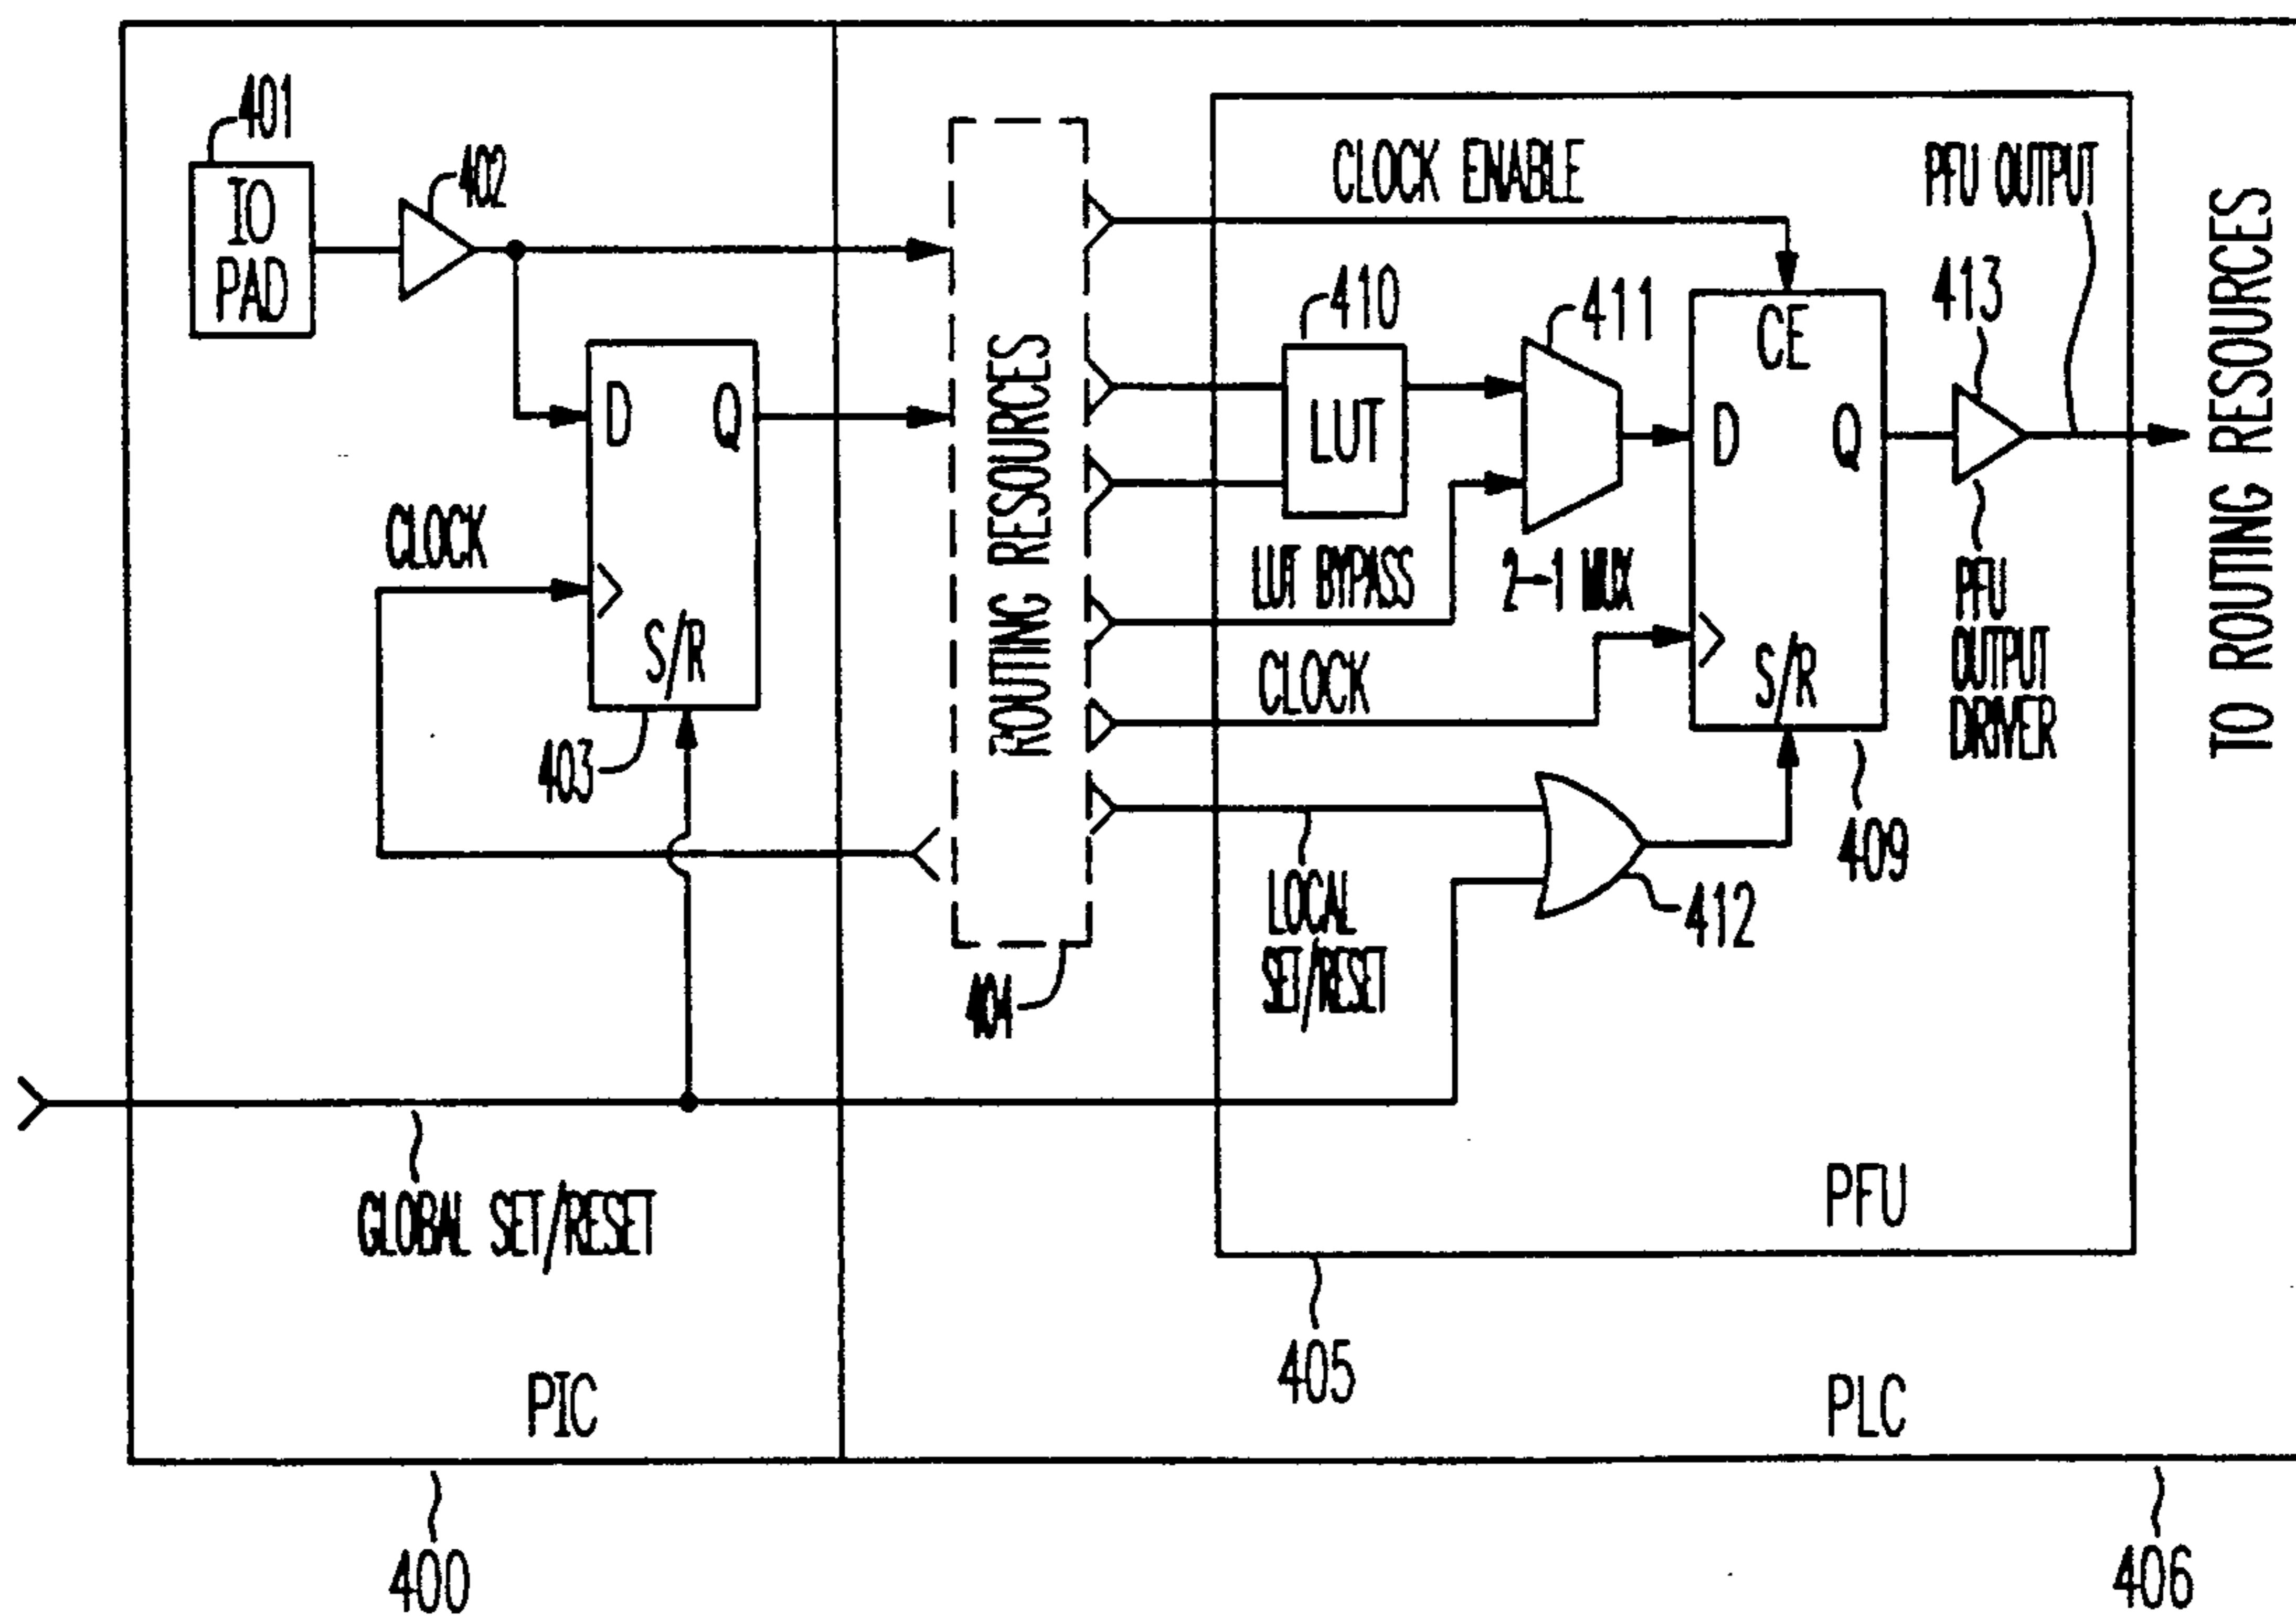 401
IO
PAD
402
D
Q
CLOCK
S/R
403
GLOBAL SET/RESET
PIC
400
ROUTING RESOURCES
404
CLOCK ENABLE
410
LUT
411
LUT BYPASS
2-1 MUX
CLOCK
LOCAL
SET/RESET
412
CE
D
Q
S/R
409
PFU OUTPUT
413
PFU
OUTPUT
DRIVER
TO ROUTING RESOURCES
PFU
405
PLC
406